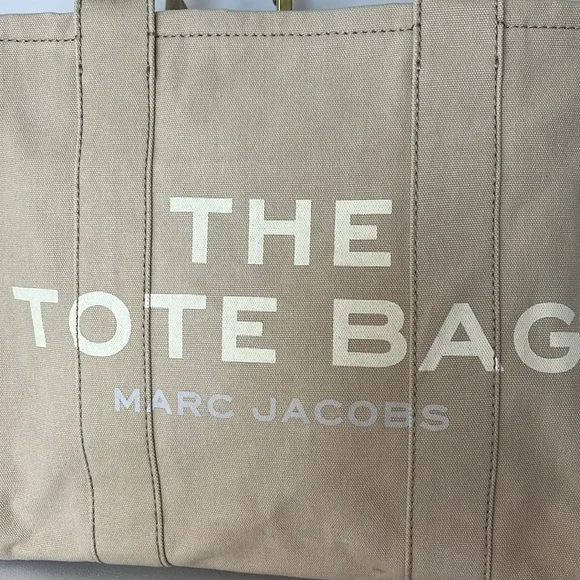 THE
TOTE BAG
MARC JACOBS